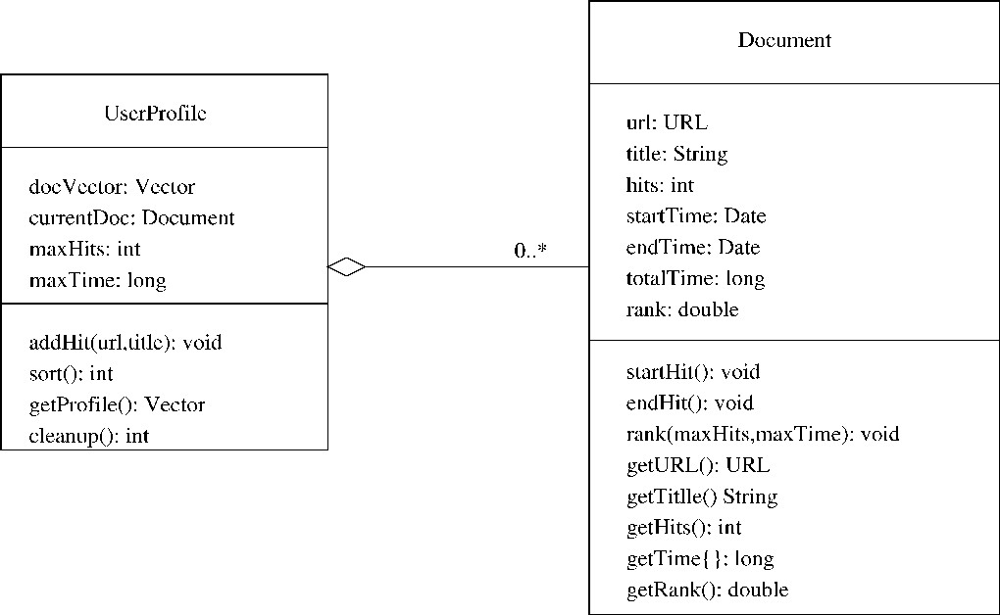 UserProfile
docVector: Vector
currentDoc: Document
maxHits: int
maxTime: long
addHit(url,title): void
sort(): int
getProfile(): Vector
cleanup(): int
0..*
Document
url: URL
title: String
hits: int
startTime: Date
endTime: Date
totalTime: long
rank: double
startHit(): void
endHit(): void
rank(maxHits,maxTime): void
getURL(): URL
getTitlle() String
getHits(): int
getTime{}: long
getRank(): double